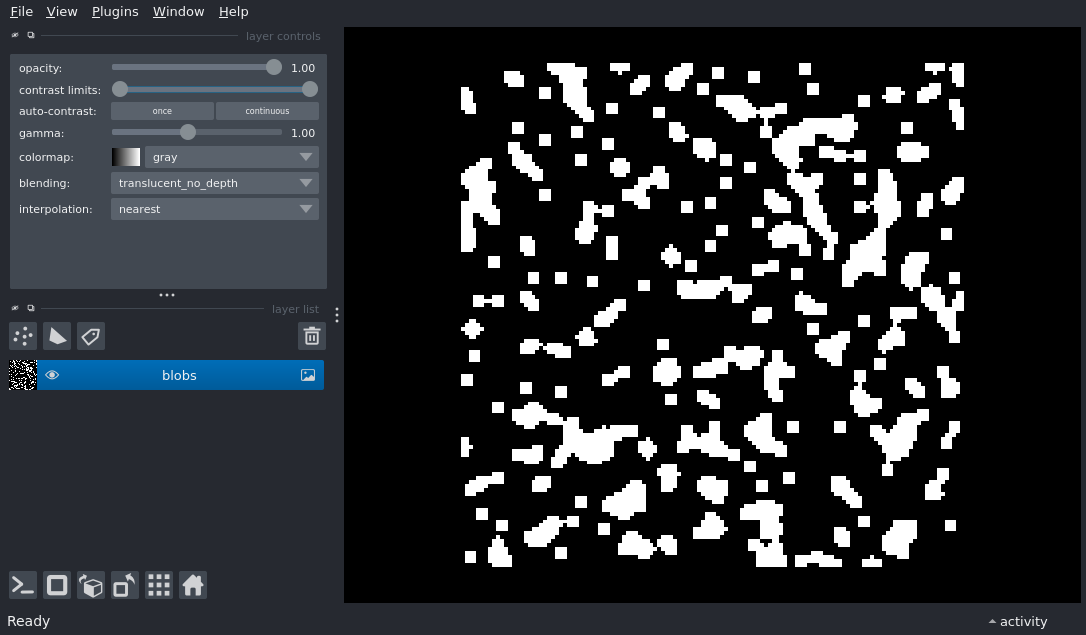 File View Plugins Window Help
layer controls
opacity: 1.00
contrast limits:
auto-contrast: once continuous
gamma: 1.00
colormap: gray
blending: translucent_no_depth
interpolation: nearest
layer list
blobs
Ready activity